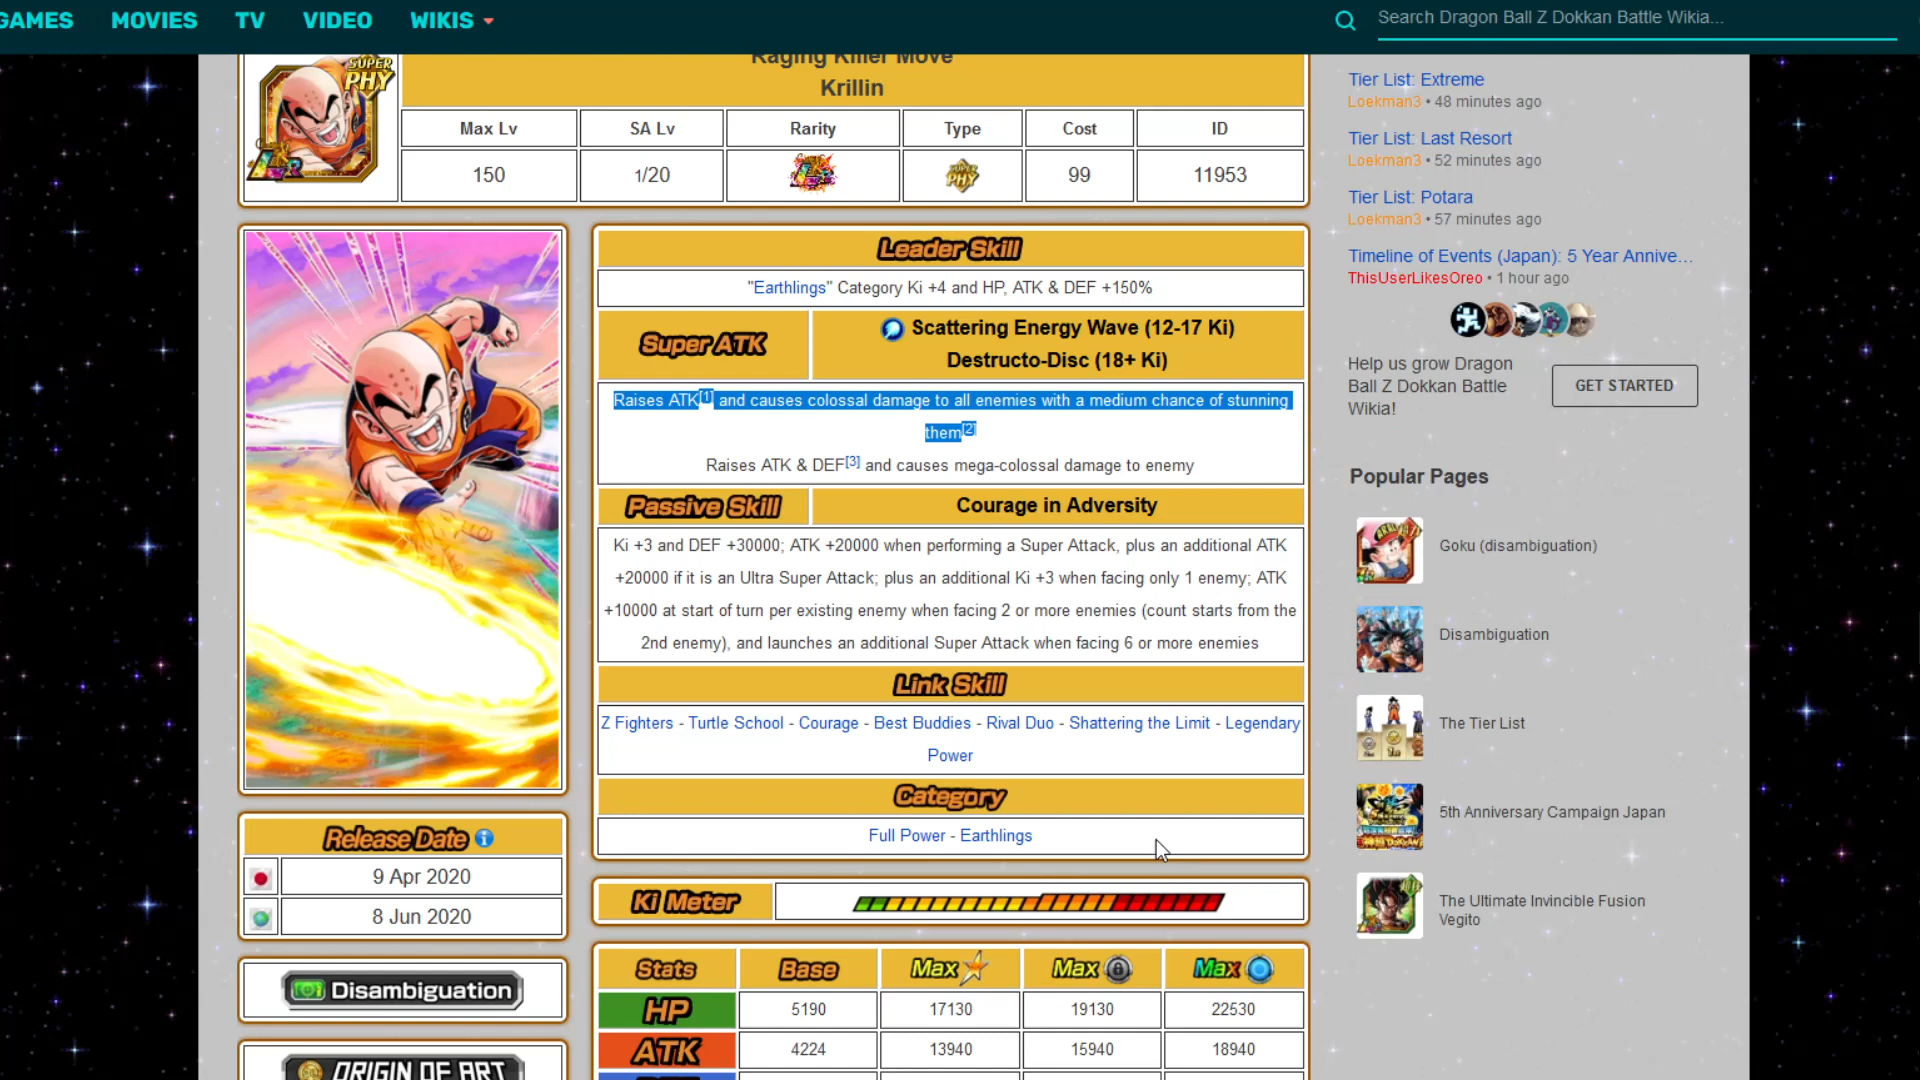 GAMES MOVIES TV VIDEO WIKIS
Search Dragon Ball Z Dokkan Battle Wikia...
SUPER PHY
LR
Raging Killer Move
Krillin
Max Lv SA Lv Rarity Type Cost ID
150 1/20 LR SUPER PHY 99 11953
Leader Skill
"Earthlings" Category Ki +4 and HP, ATK & DEF +150%
Super ATK
Scattering Energy Wave (12-17 Ki)
Destructo-Disc (18+ Ki)
Raises ATK[1] and causes colossal damage to all enemies with a medium chance of stunning
them[2]
Raises ATK & DEF[3] and causes mega-colossal damage to enemy
Passive Skill Courage in Adversity
Ki +3 and DEF +30000; ATK +20000 when performing a Super Attack, plus an additional ATK
+20000 if it is an Ultra Super Attack; plus an additional Ki +3 when facing only 1 enemy; ATK
+10000 at start of turn per existing enemy when facing 2 or more enemies (count starts from the
2nd enemy), and launches an additional Super Attack when facing 6 or more enemies
Link Skill
Z Fighters - Turtle School - Courage - Best Buddies - Rival Duo - Shattering the Limit - Legendary
Power
Category
Full Power - Earthlings
Ki Meter
Stats Base Max Max Max
HP 5190 17130 19130 22530
ATK 4224 13940 15940 18940
Release Date
9 Apr 2020
8 Jun 2020
Disambiguation
ORIGIN OF ART
Tier List: Extreme
Loekman3 • 48 minutes ago
Tier List: Last Resort
Loekman3 • 52 minutes ago
Tier List: Potara
Loekman3 • 57 minutes ago
Timeline of Events (Japan): 5 Year Annive...
ThisUserLikesOreo • 1 hour ago
Help us grow Dragon
Ball Z Dokkan Battle
Wikia!
GET STARTED
Popular Pages
Goku (disambiguation)
Disambiguation
The Tier List
5th Anniversary Campaign Japan
The Ultimate Invincible Fusion
Vegito